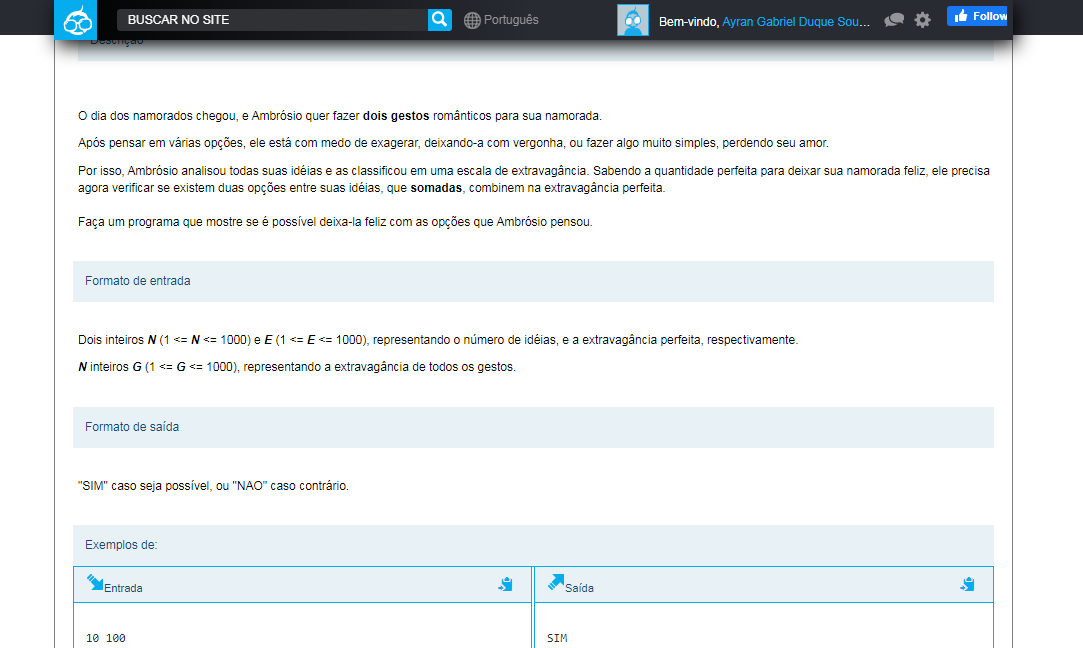 BUSCAR NO SITE
Português
Bem-vindo, Ayran Gabriel Duque Sou...
Follow
Descrição
O dia dos namorados chegou, e Ambrósio quer fazer dois gestos românticos para sua namorada.
Após pensar em várias opções, ele está com medo de exagerar, deixando-a com vergonha, ou fazer algo muito simples, perdendo seu amor.
Por isso, Ambrósio analisou todas suas idéias e as classificou em uma escala de extravagância. Sabendo a quantidade perfeita para deixar sua namorada feliz, ele precisa
agora verificar se existem duas opções entre suas idéias, que somadas, combinem na extravagância perfeita.
Faça um programa que mostre se é possível deixa-la feliz com as opções que Ambrósio pensou.
Formato de entrada
Dois inteiros N (1 <= N <= 1000) e E (1 <= E <= 1000), representando o número de idéias, e a extravagância perfeita, respectivamente.
N inteiros G (1 <= G <= 1000), representando a extravagância de todos os gestos.
Formato de saída
"SIM" caso seja possível, ou "NAO" caso contrário.
Exemplos de:
Entrada
Saída
10 100
SIM